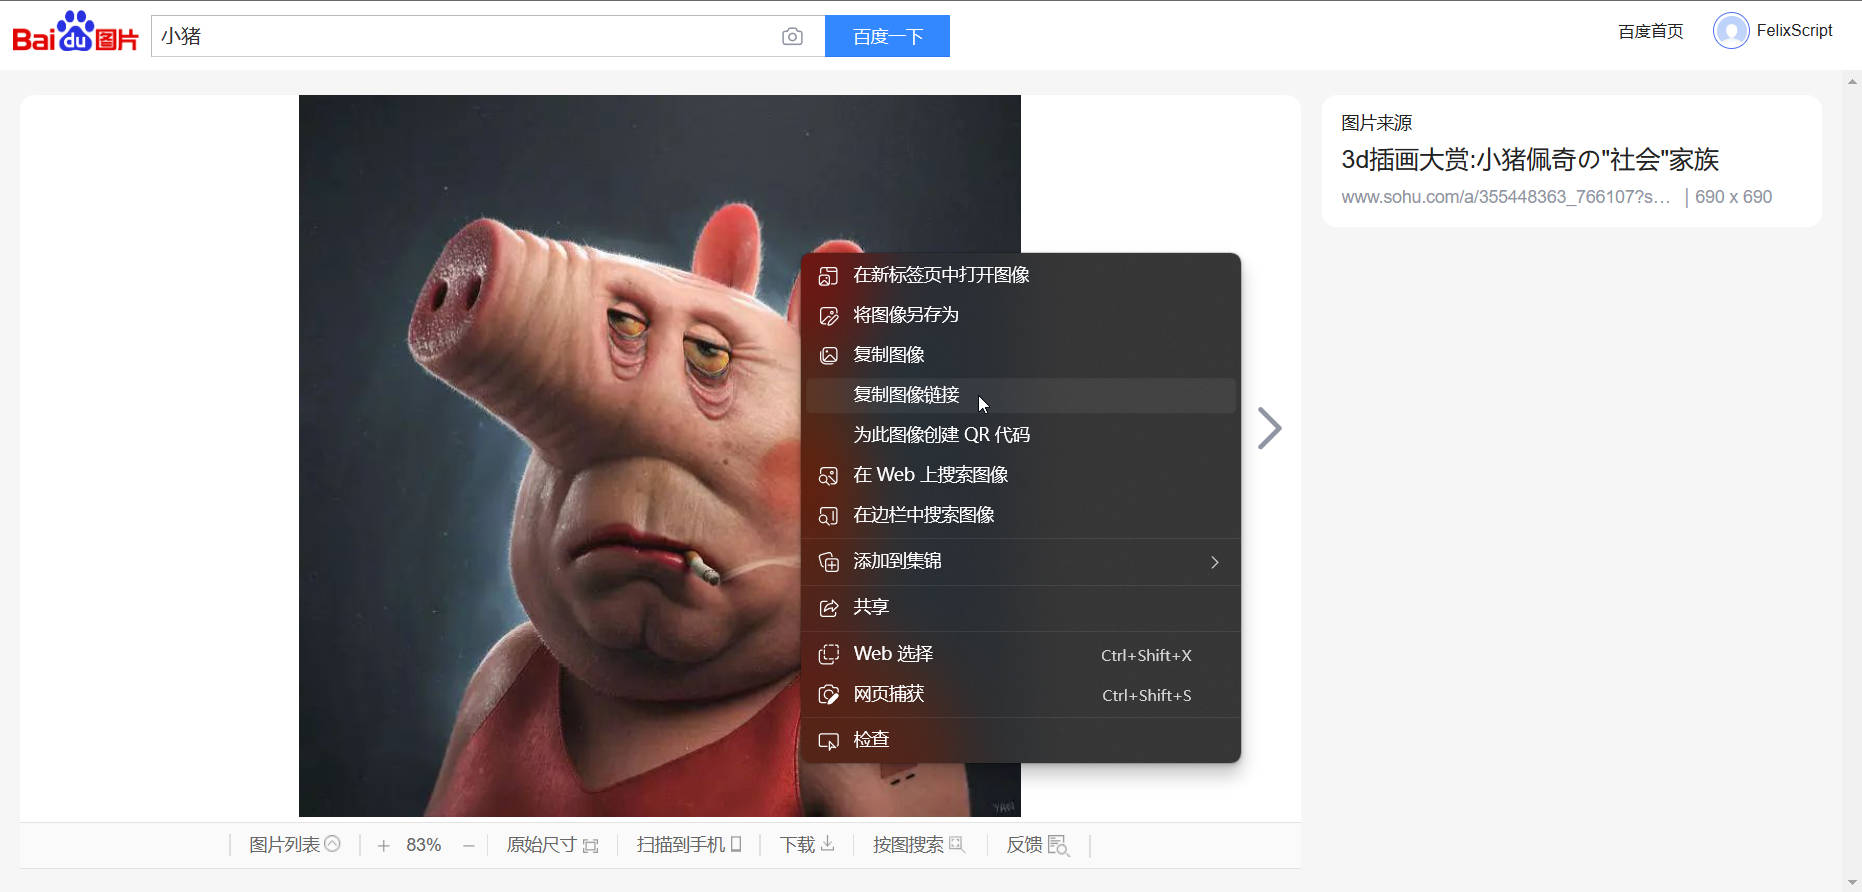 Bai du 图片
小猪
百度一下
百度首页
FelixScript
图片来源
3d插画大赏:小猪佩奇の"社会"家族
www.sohu.com/a/355448363_766107?s...
690 x 690
在新标签页中打开图像
将图像另存为
复制图像
复制图像链接
为此图像创建 QR 代码
在 Web 上搜索图像
在边栏中搜索图像
添加到集锦
共享
Web 选择 Ctrl+Shift+X
网页捕获 Ctrl+Shift+S
检查
YAN
图片列表 + 83% − 原始尺寸 扫描到手机 下载 按图搜索 反馈